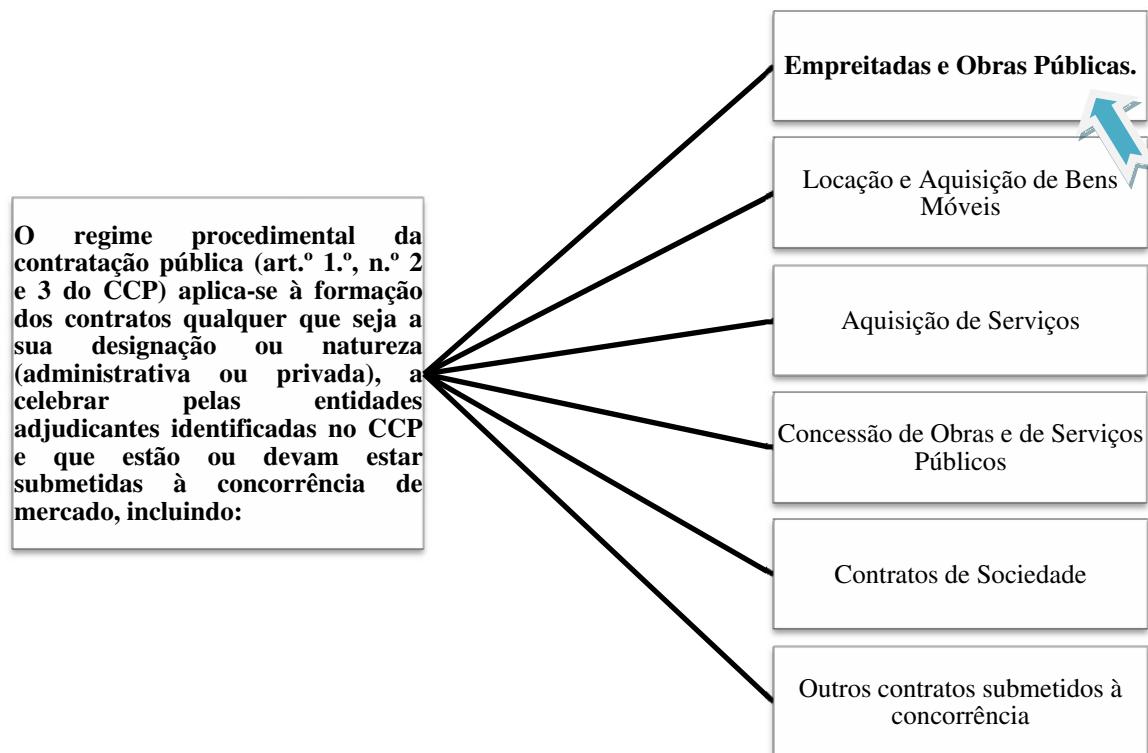 O regime procedimental da
contratação pública (art.º 1.º, n.º 2
e 3 do CCP) aplica-se à formação
dos contratos qualquer que seja a
sua designação ou natureza
(administrativa ou privada), a
celebrar pelas entidades
adjudicantes identificadas no CCP
e que estão ou devam estar
submetidas à concorrência de
mercado, incluindo:
Empreitadas e Obras Públicas.
Locação e Aquisição de Bens
Móveis
Aquisição de Serviços
Concessão de Obras e de Serviços
Públicos
Contratos de Sociedade
Outros contratos submetidos à
concorrência